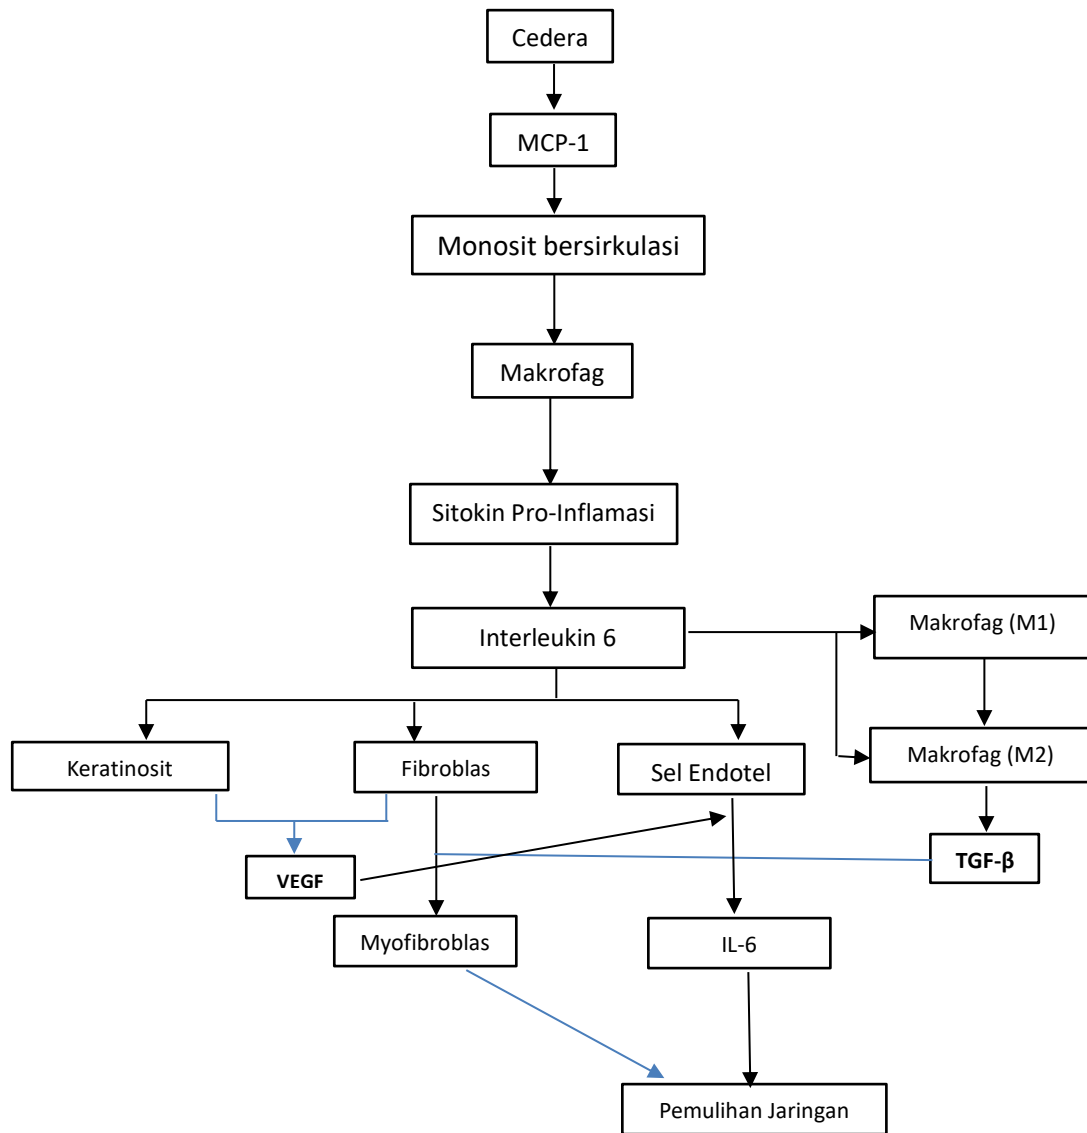 Cedera
MCP-1
Monosit bersirkulasi
Makrofag
Sitokin Pro-Inflamasi
Interleukin 6
Makrofag (M1)
Keratinosit
Fibroblas
Sel Endotel
Makrofag (M2)
VEGF
TGF-β
Myofibroblas
IL-6
Pemulihan Jaringan